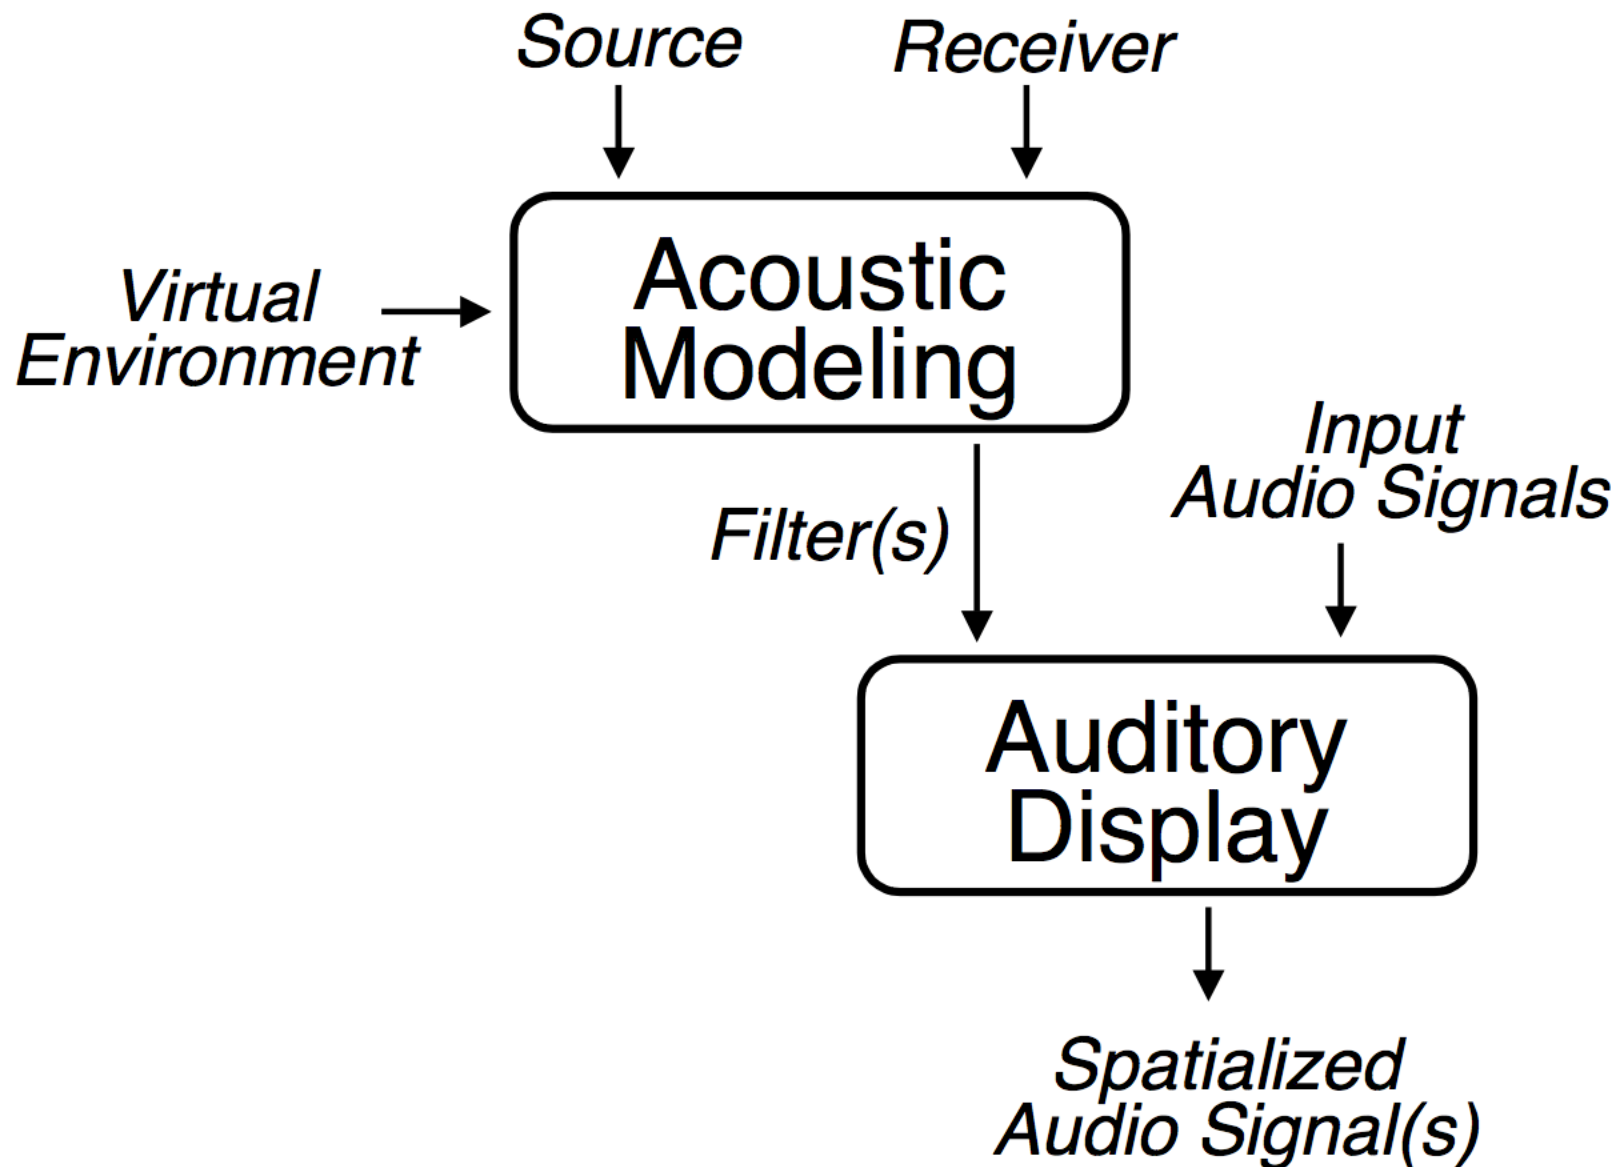 Source
Receiver
Virtual
Environment
Acoustic
Modeling
Input
Audio Signals
Filter(s)
Auditory
Display
Spatialized
Audio Signal(s)